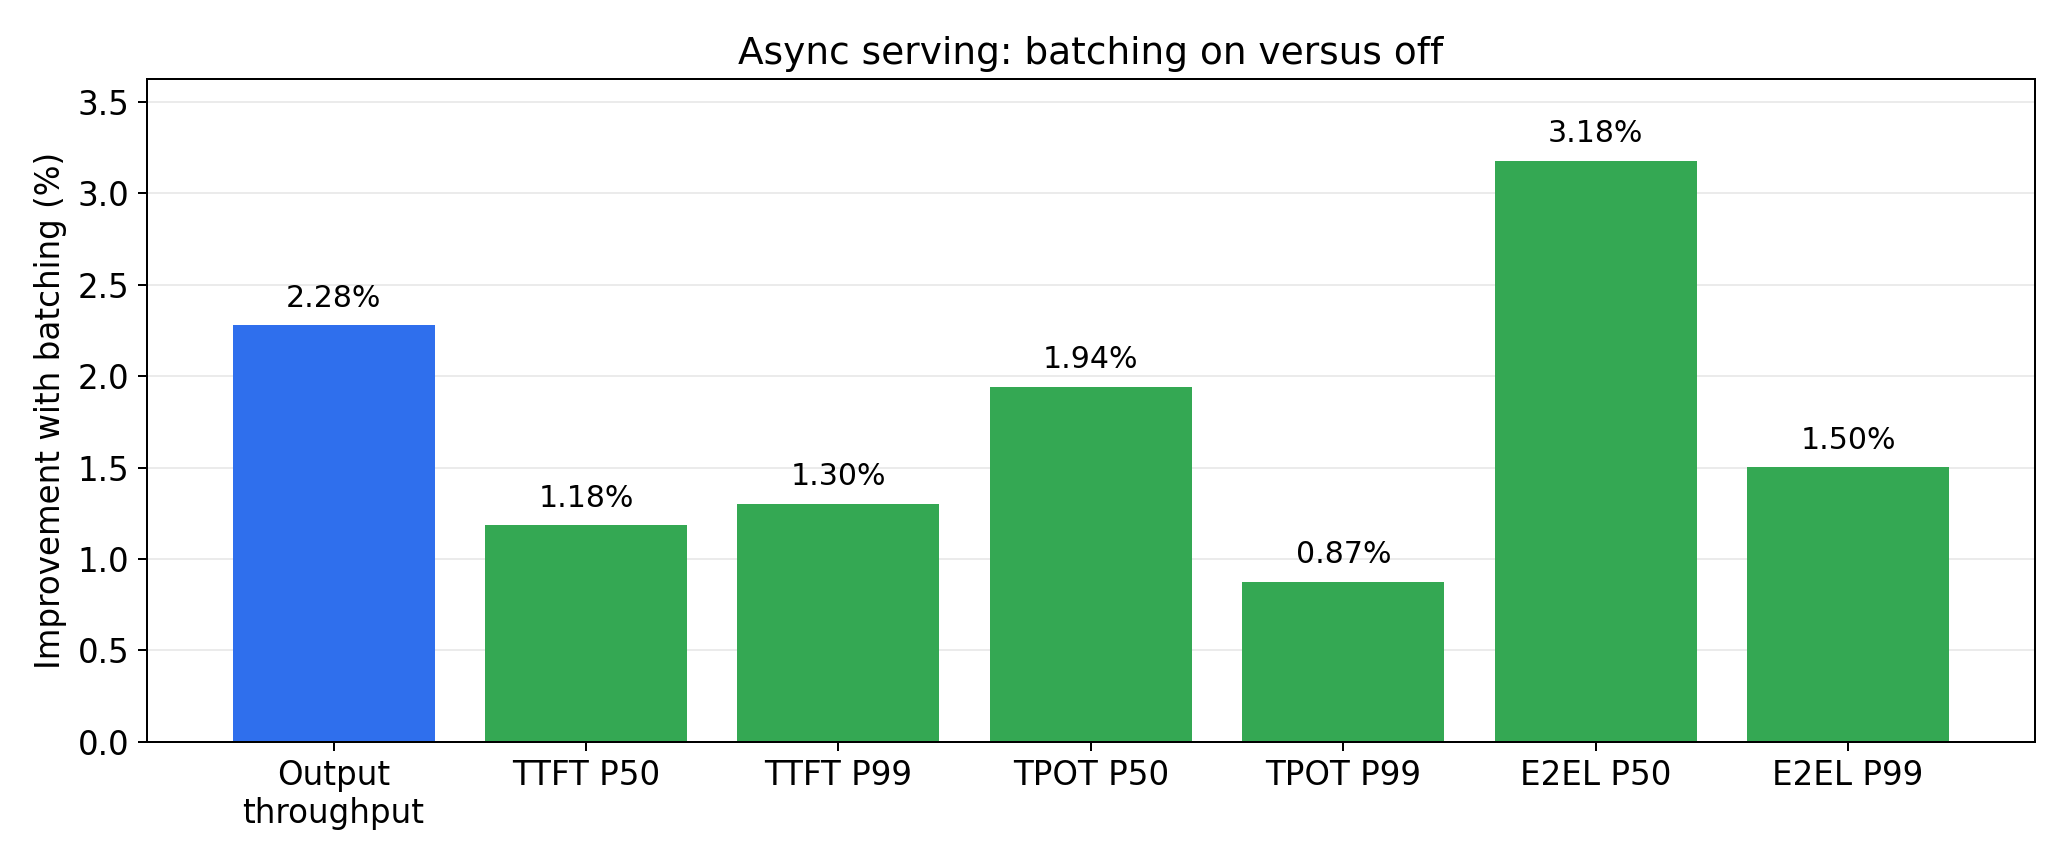 Async serving: batching on versus off
Improvement with batching (%)
3.5
3.0
2.5
2.0
1.5
1.0
0.5
0.0
2.28%
1.18%
1.30%
1.94%
0.87%
3.18%
1.50%
Output
throughput
TTFT P50
TTFT P99
TPOT P50
TPOT P99
E2EL P50
E2EL P99